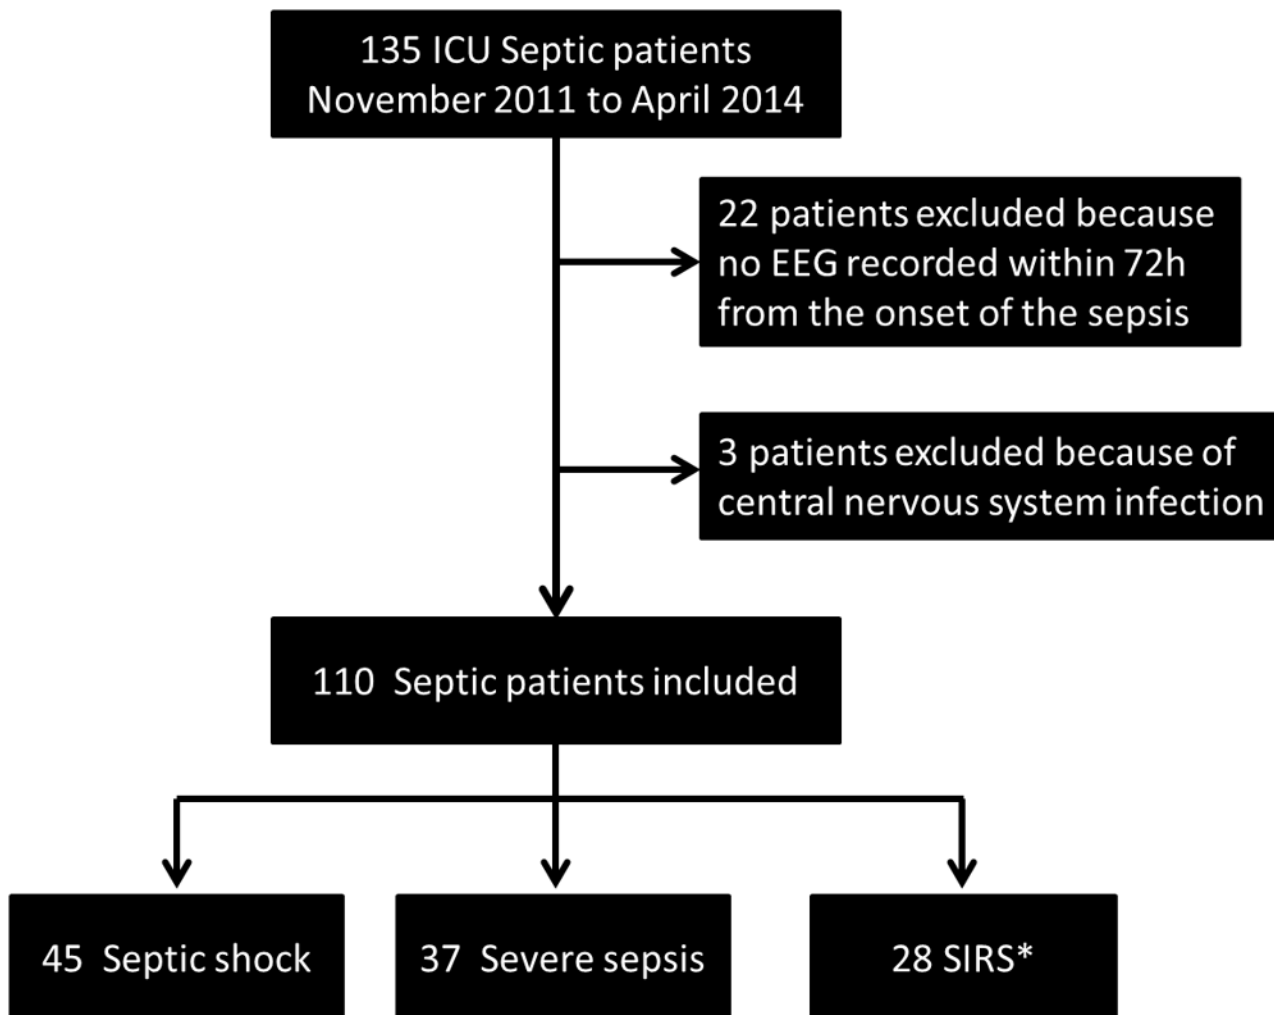 135 ICU Septic patients
November 2011 to April 2014
22 patients excluded because
no EEG recorded within 72h
from the onset of the sepsis
3 patients excluded because of
central nervous system infection
110  Septic patients included
45  Septic shock
37  Severe sepsis
28 SIRS*